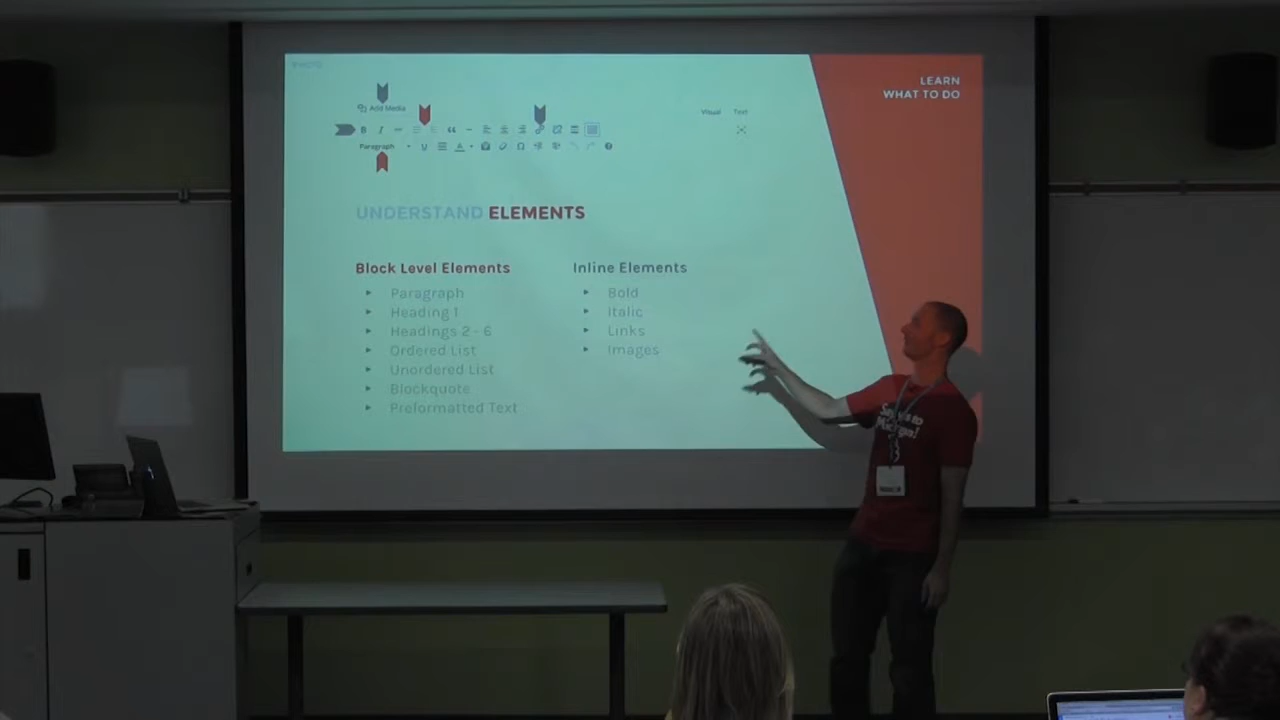 LEARN
WHAT TO DO
Add Media
Visual Text
B I
Paragraph
UNDERSTAND ELEMENTS
Block Level Elements
Paragraph
Heading 1
Headings 2 - 6
Ordered List
Unordered List
Blockquote
Preformatted Text
Inline Elements
Bold
Italic
Links
Images